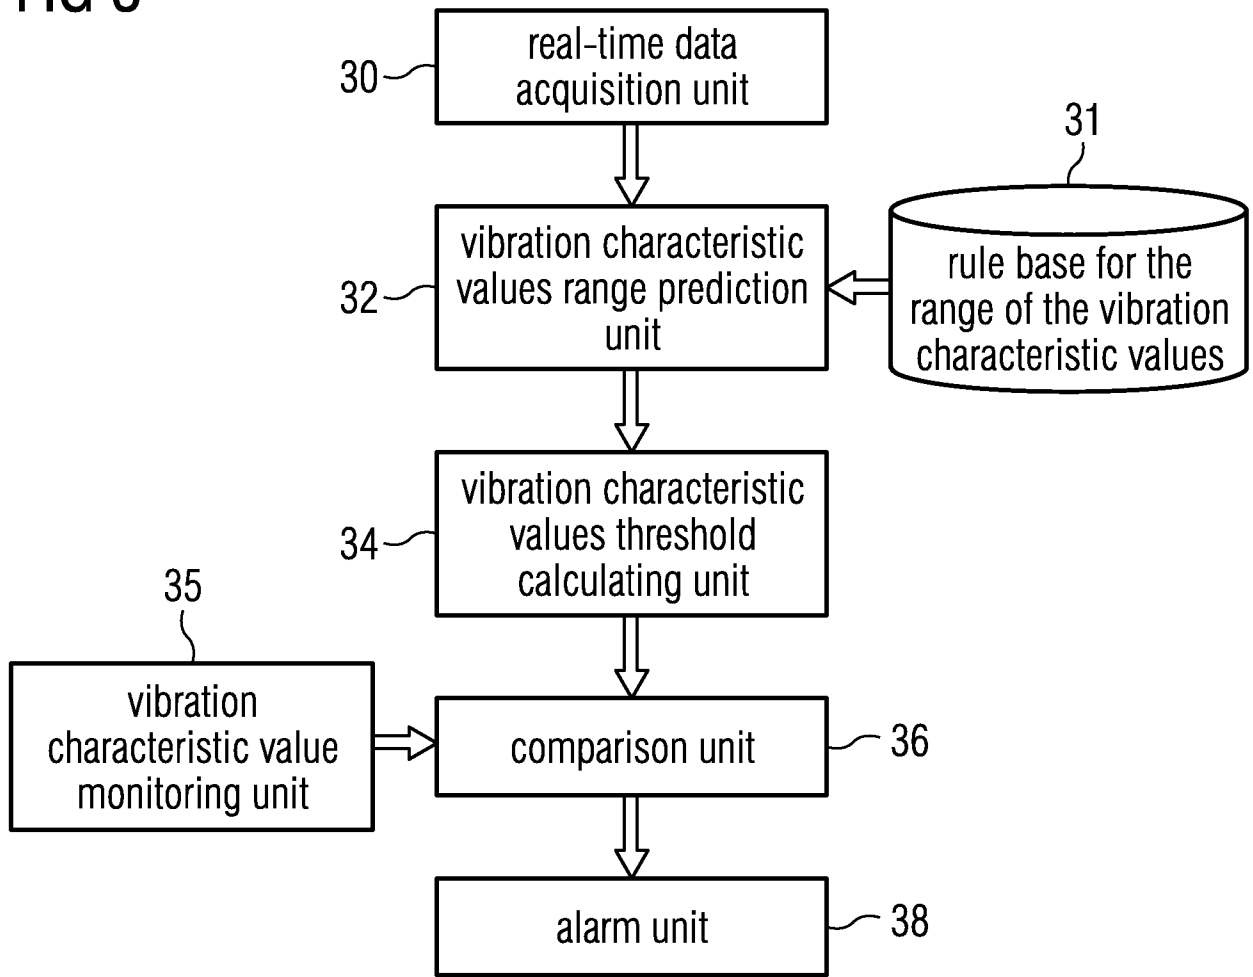 real-time data
acquisition unit
30
31
vibration characteristic
values range prediction
unit
32
rule base for the
range of the vibration
characteristic values
vibration characteristic
values threshold
calculating unit
34
35
vibration
characteristic value
monitoring unit
comparison unit
36
alarm unit
38